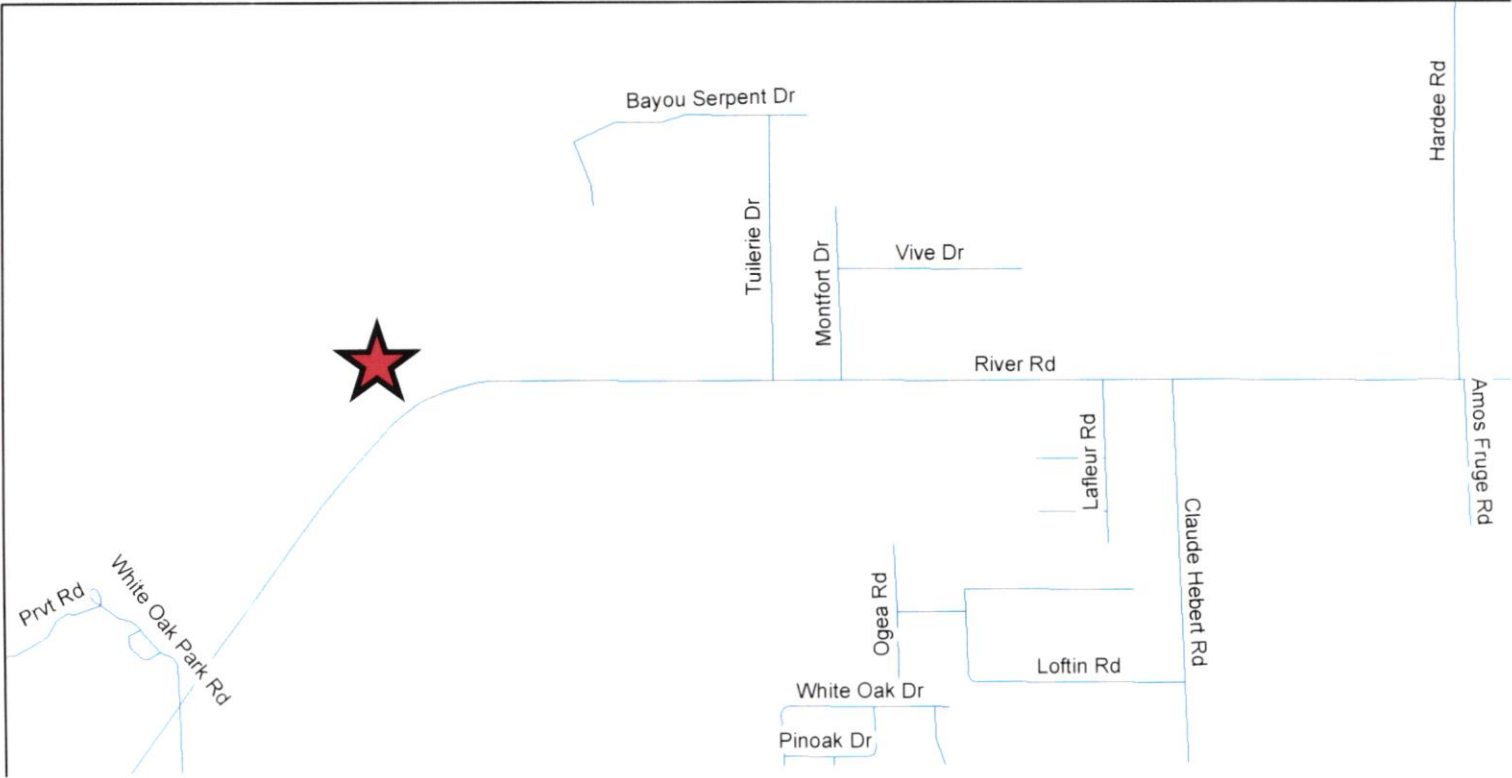 Hardee Rd
Bayou Serpent Dr
Tuilerie Dr
Montfort Dr
Vive Dr
River Rd
Amos Fruge Rd
Lafleur Rd
Claude Hebert Rd
Prvt Rd
White Oak Park Rd
Ogea Rd
Loftin Rd
White Oak Dr
Pinoak Dr